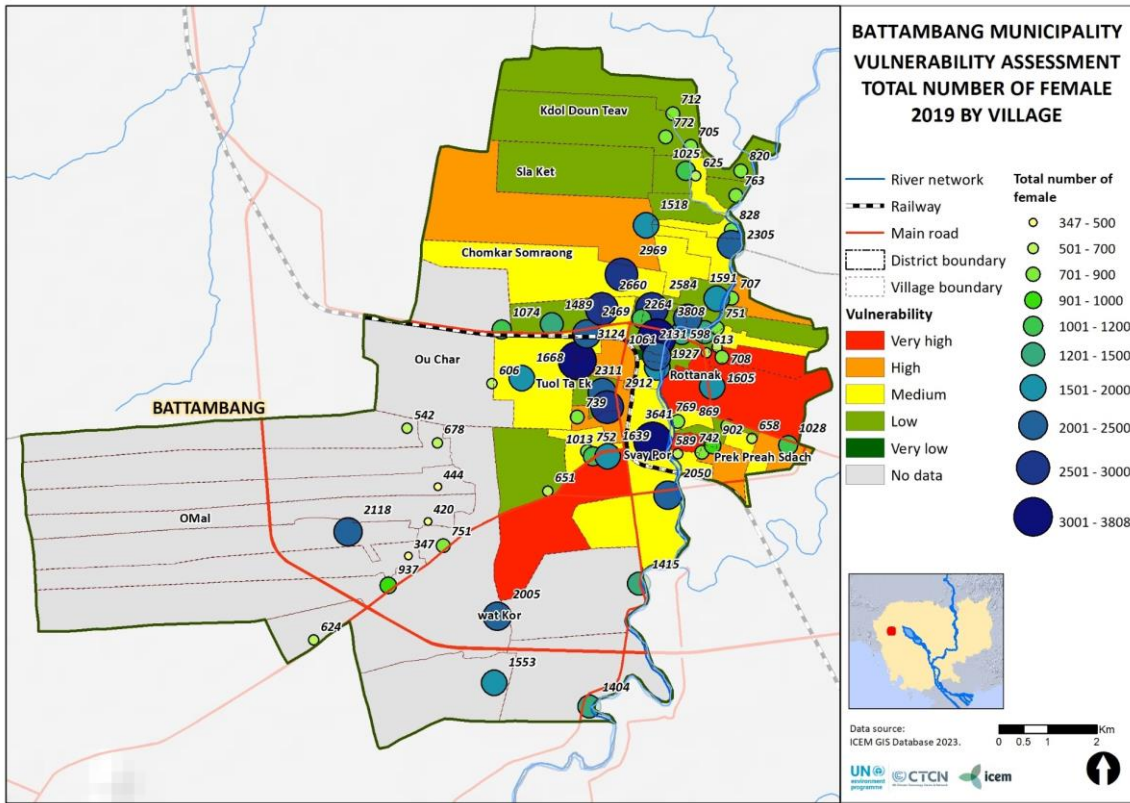 BATTAMBANG MUNICIPALITY
VULNERABILITY ASSESSMENT
TOTAL NUMBER OF FEMALE
2019 BY VILLAGE
River network
Railway
Main road
District boundary
Village boundary
Vulnerability
Very high
High
Medium
Low
Very low
No data
Total number of
female
347 - 500
501 - 700
701 - 900
901 - 1000
1001 - 1200
1201 - 1500
1501 - 2000
2001 - 2500
2501 - 3000
3001 - 3808
712
Kdol Doun Teav
772
705
820
1025
625
Sla Ket
763
1518
828
2305
2969
Chomkar Somraong
2660
2584
1591
707
1489
2264
1074
2469
3808
751
3124
1061
2131
598
613
Ou Char
1668
1927
708
606
2311
Rottanak
Tuol Ta Ek
2912
1605
BATTAMBANG
739
3641
769
869
542
902
658
1028
678
1013
752
1639
589
742
Svay Por
Prek Preah Sdach
2050
444
651
OMal
2118
420
751
347
937
1415
2005
wat Kor
624
1553
1404
Data source:
ICEM GIS Database 2023.
0 0.5 1 2
Km
UN
environment
programme
CTCN
icem